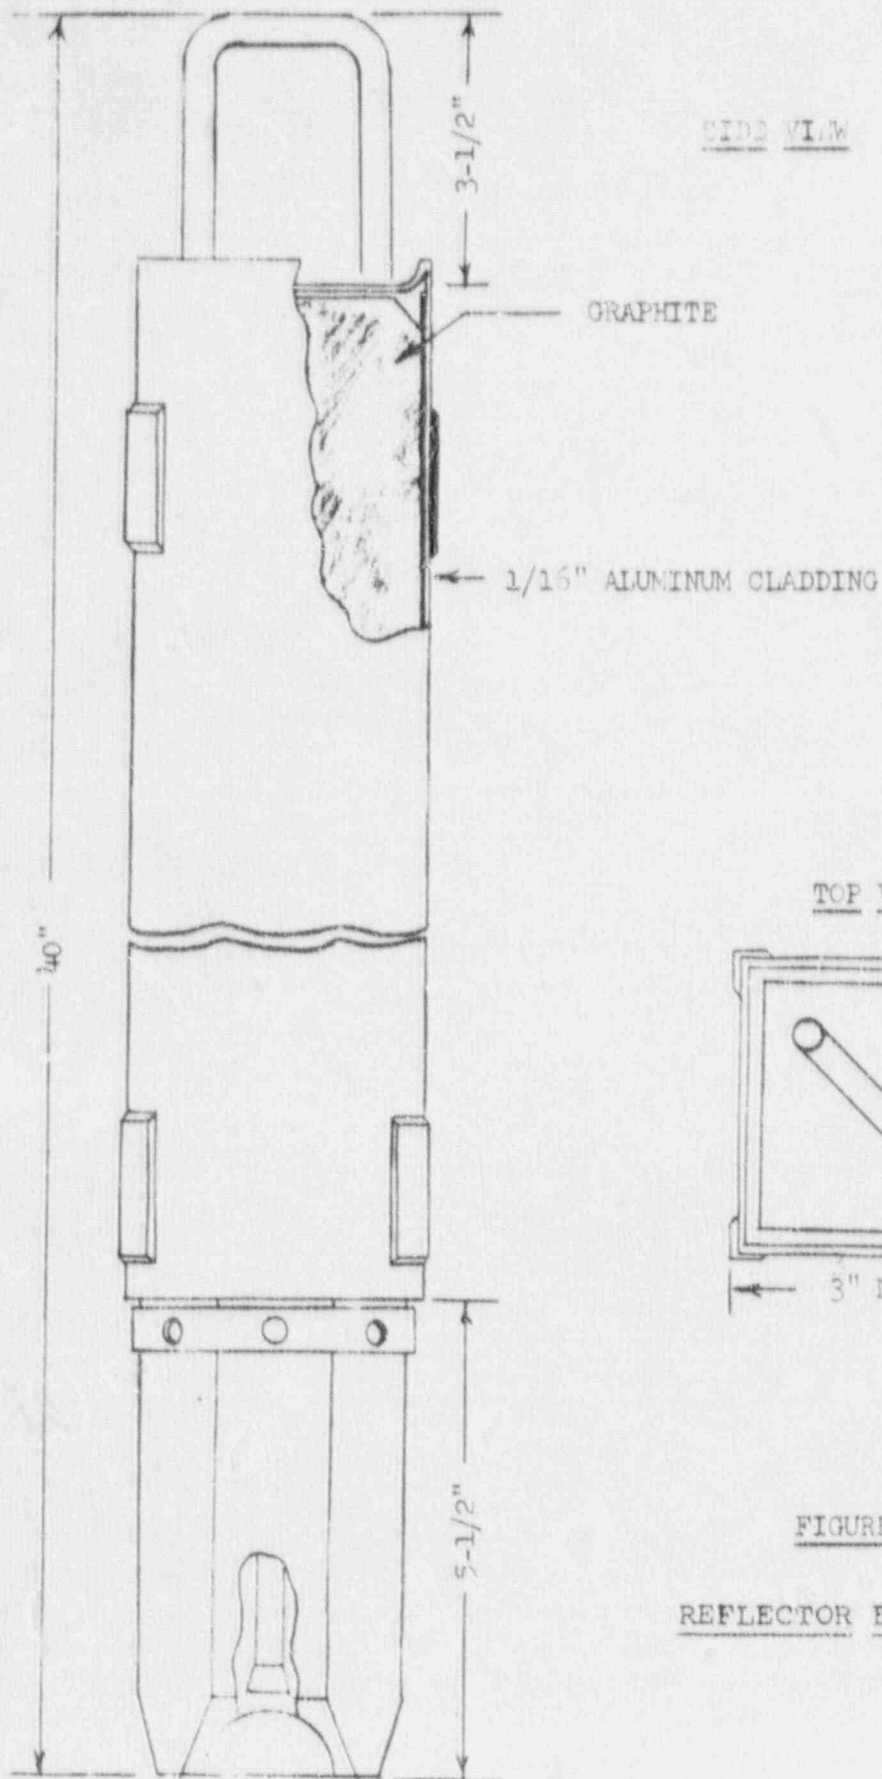 SIDE VIEW
3-1/2"
GRAPHITE
1/16" ALUMINUM CLADDING
40"
TOP
3"
5-1/2"
FIGURE
REFLECTOR